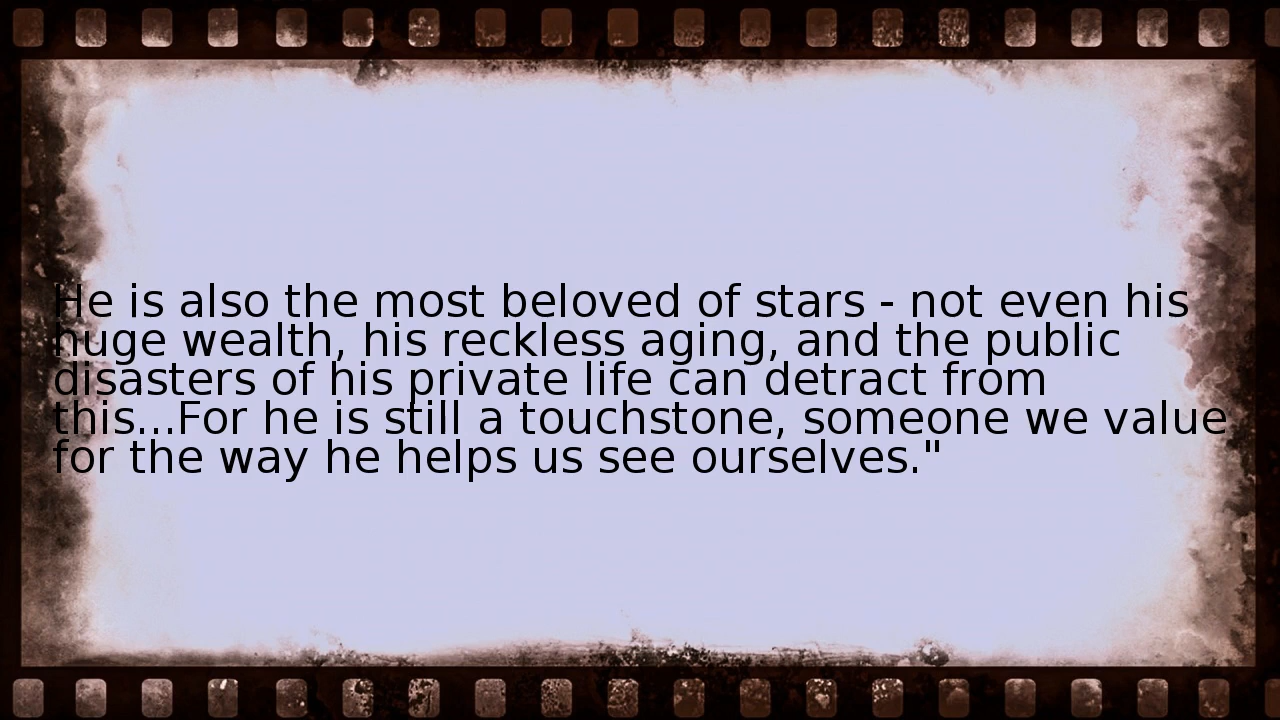 He is also the most beloved of stars - not even his
huge wealth, his reckless aging, and the public
disasters of his private life can detract from
this...For he is still a touchstone, someone we value
for the way he helps us see ourselves."